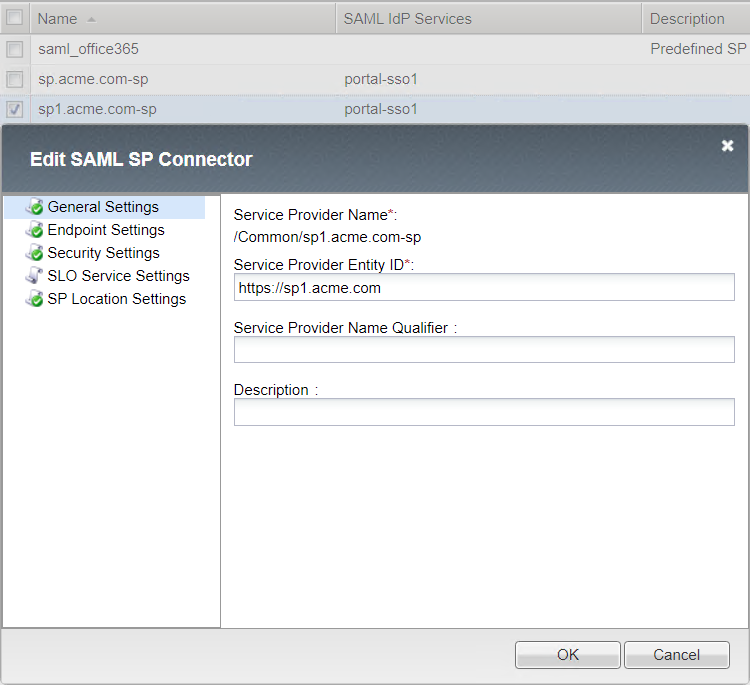 Name SAML IdP Services Description
saml_office365 Predefined SP
sp.acme.com-sp portal-sso1
sp1.acme.com-sp portal-sso1
Edit SAML SP Connector
General Settings
Endpoint Settings
Security Settings
SLO Service Settings
SP Location Settings
Service Provider Name*:
/Common/sp1.acme.com-sp
Service Provider Entity ID*:
https://sp1.acme.com
Service Provider Name Qualifier :
Description :
OK Cancel